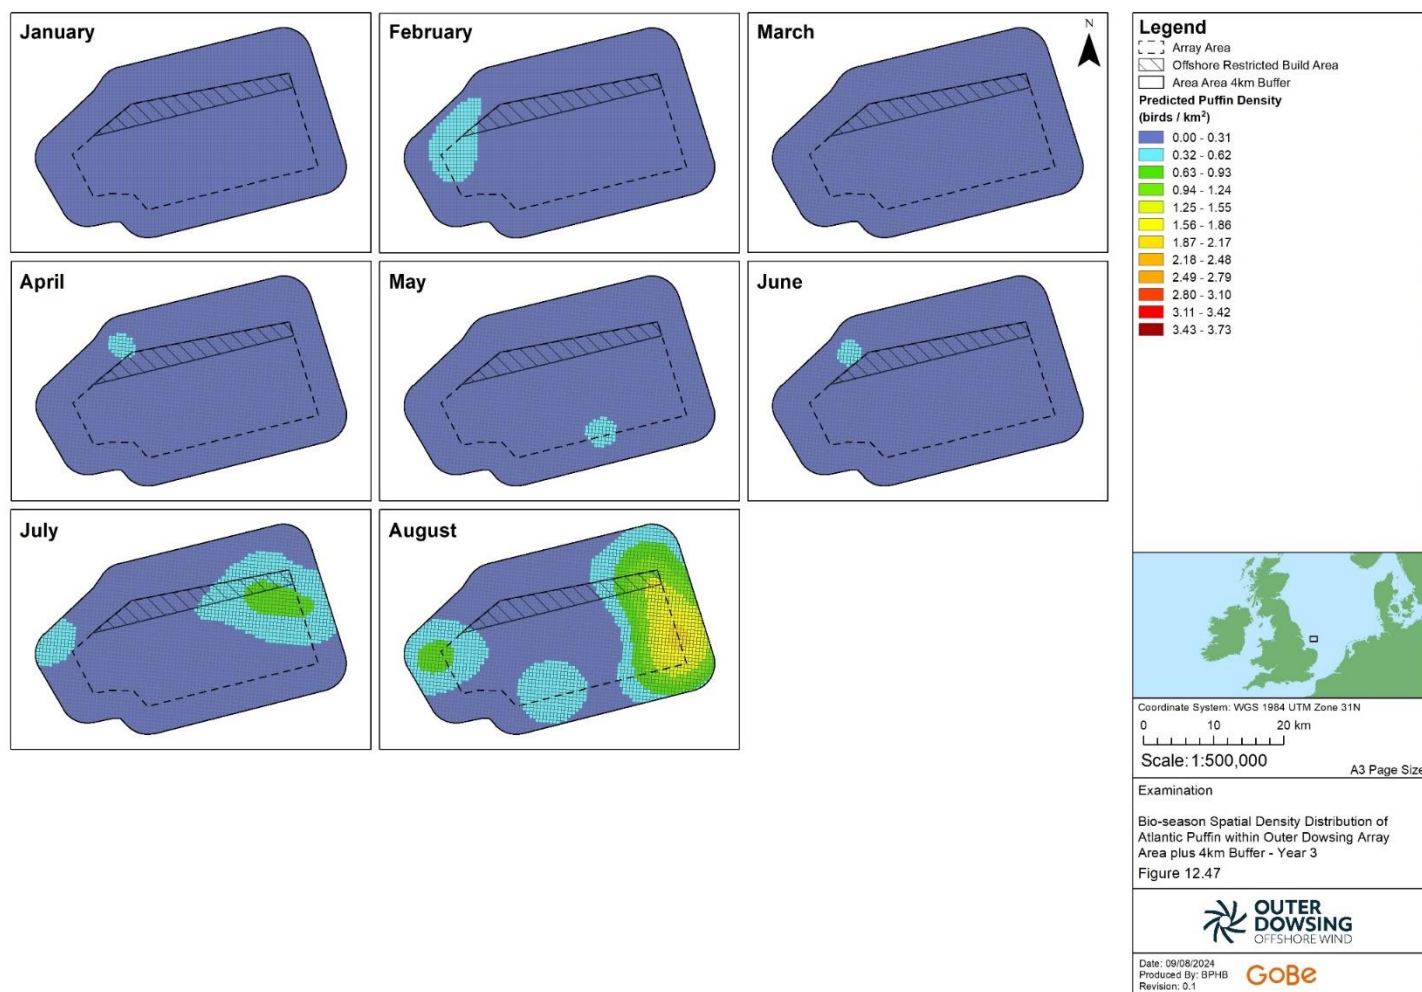 January
February
March
N
April
May
June
July
August
Legend
Array Area
Offshore Restricted Build Area
Area Area 4km Buffer
Predicted Puffin Density
(birds / km²)
0.00 - 0.31
0.32 - 0.62
0.63 - 0.93
0.94 - 1.24
1.25 - 1.55
1.56 - 1.86
1.87 - 2.17
2.18 - 2.48
2.49 - 2.79
2.80 - 3.10
3.11 - 3.42
3.43 - 3.73
Coordinate System: WGS 1984 UTM Zone 31N
0 10 20 km
Scale: 1:500,000
A3 Page Size
Examination
Bio-season Spatial Density Distribution of
Atlantic Puffin within Outer Dowsing Array
Area plus 4km Buffer - Year 3
Figure 12.47
OUTER
DOWSING
OFFSHORE WIND
Date: 09/08/2024
Produced By: BPHB
Revision: 0.1
GoBe